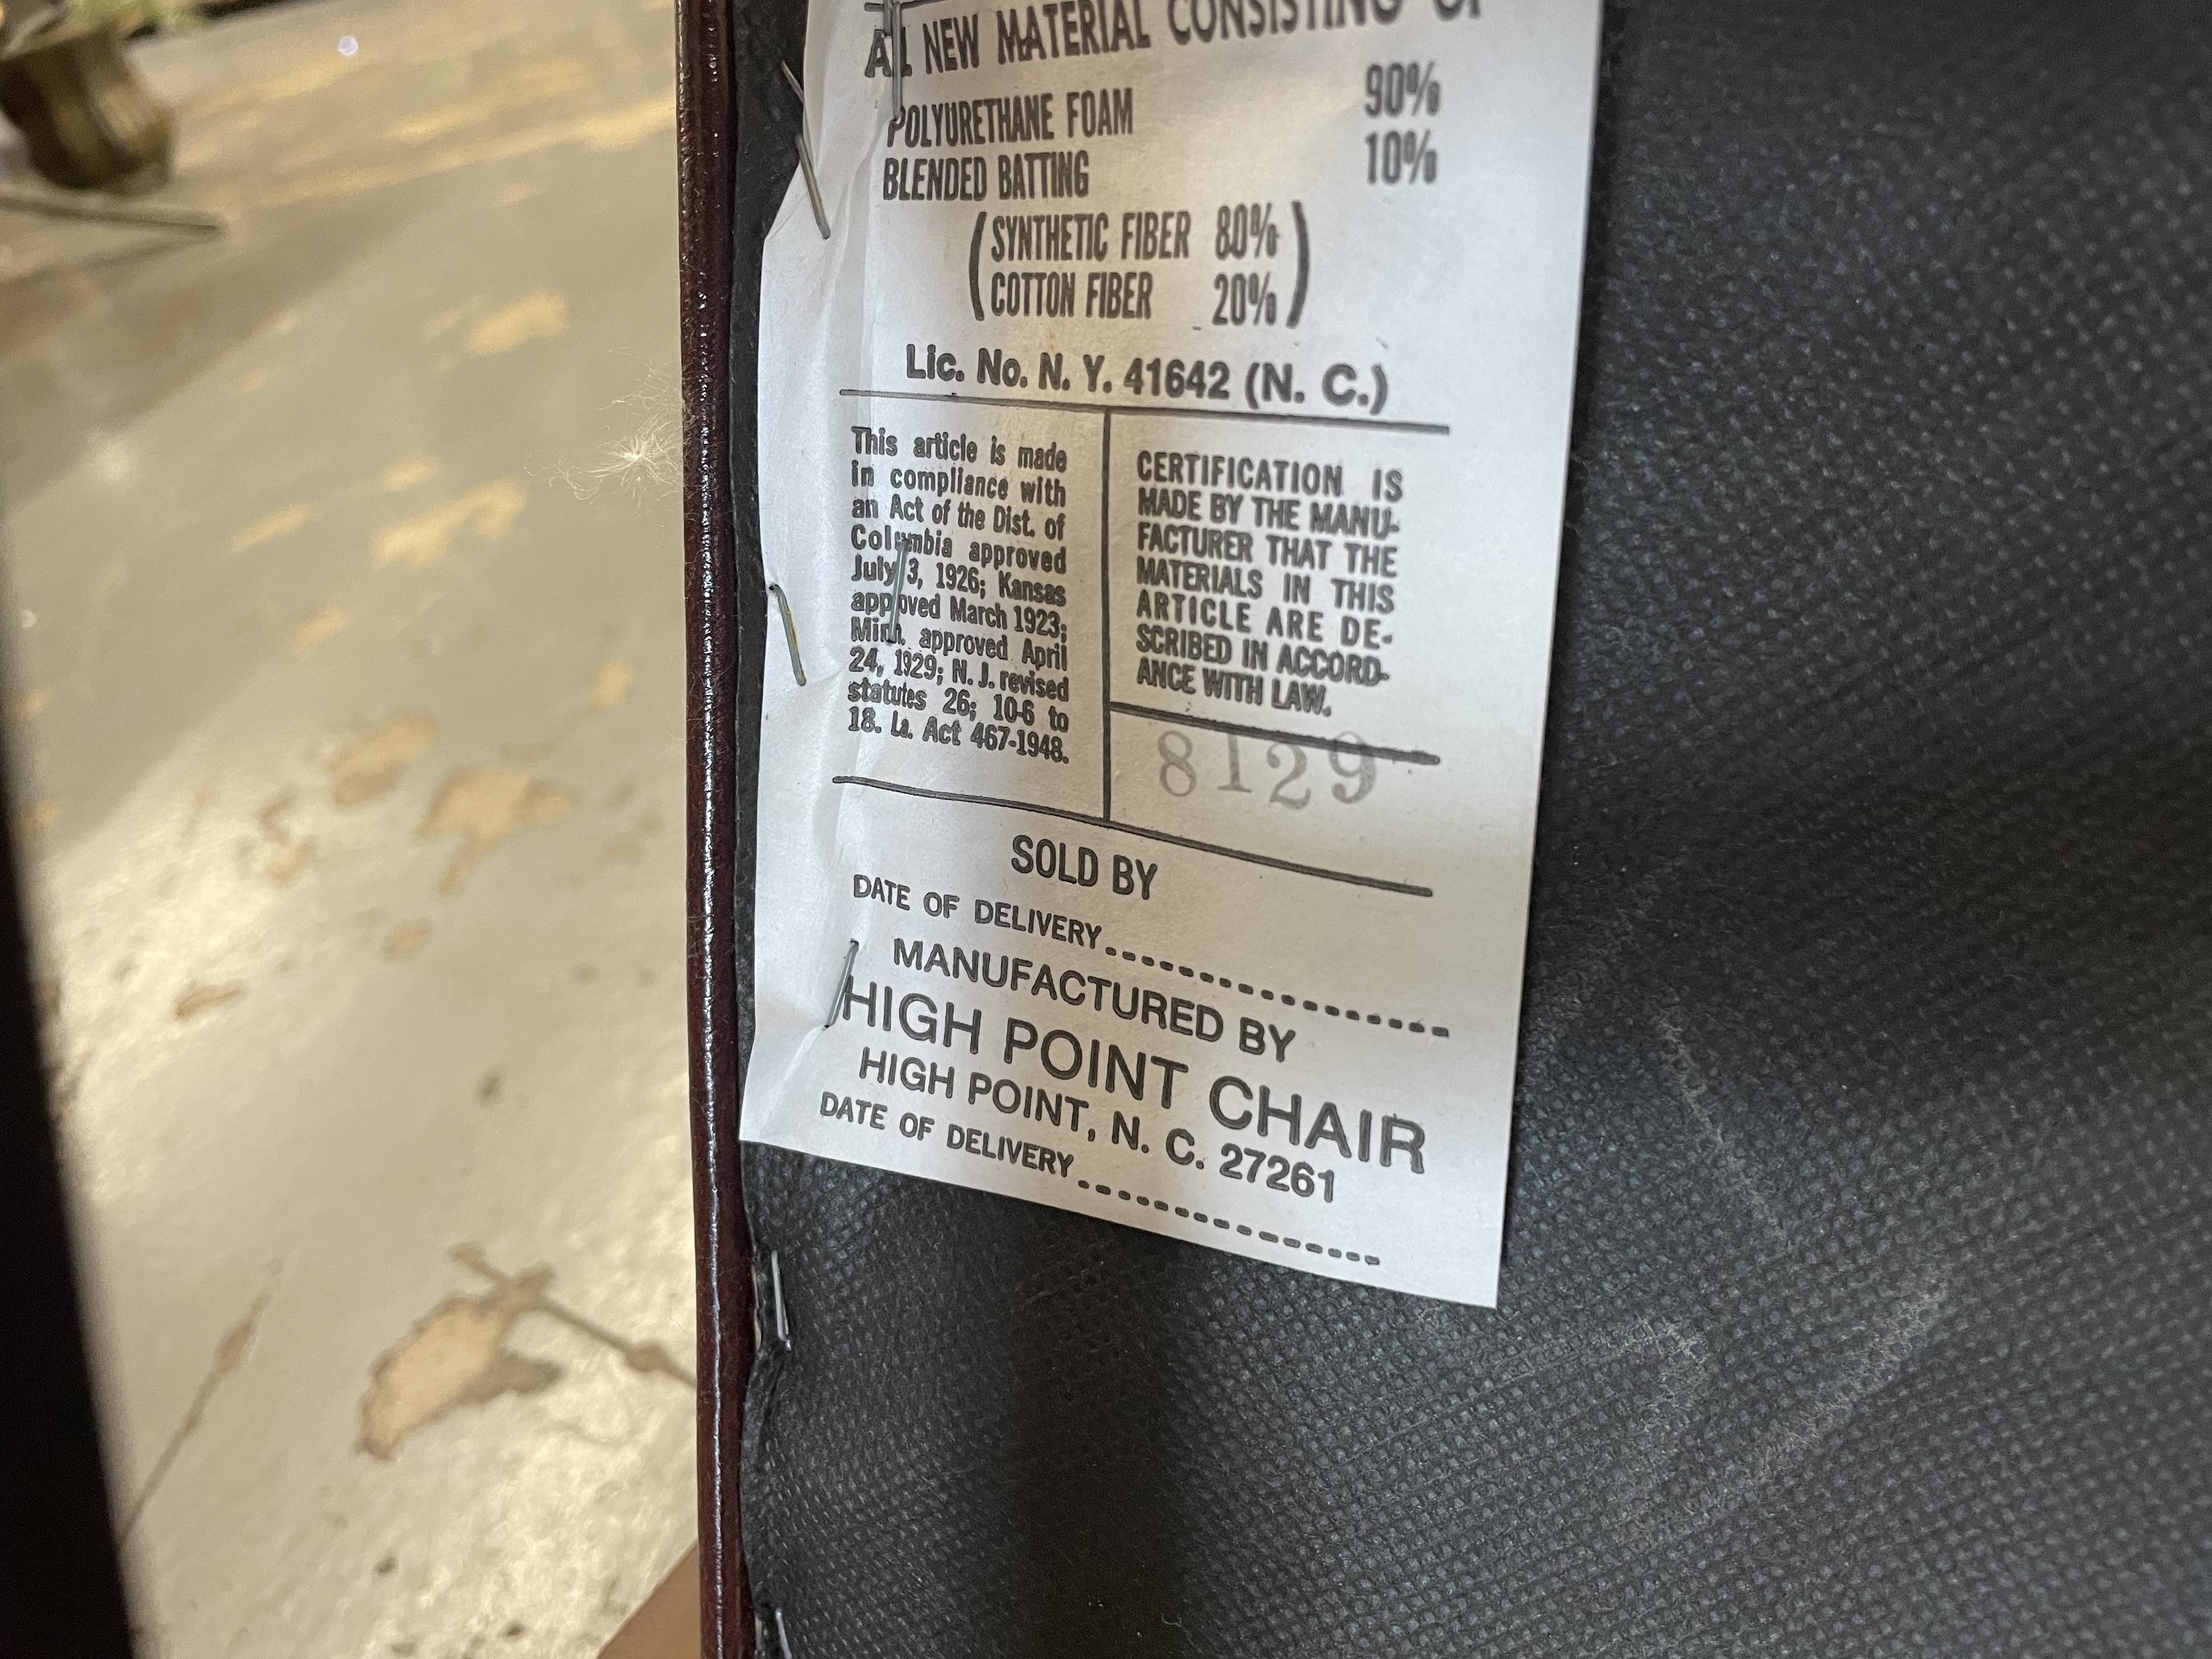 ALL NEW MATERIAL CONSISTING OF
POLYURETHANE FOAM 90%
BLENDED BATTING 10%
(SYNTHETIC FIBER 80%
COTTON FIBER 20%)
Lic. No. N. Y. 41642 (N. C.)
This article is made
in compliance with
an Act of the Dist. of
Columbia approved
July 3, 1926; Kansas
approved March 1923;
Minn. approved April
24, 1929; N. J. revised
statutes 26; 10-6 to
18. La. Act 467-1948.
CERTIFICATION IS
MADE BY THE MANU-
FACTURER THAT THE
MATERIALS IN THIS
ARTICLE ARE DE-
SCRIBED IN ACCORD-
ANCE WITH LAW.
8129
SOLD BY
DATE OF DELIVERY....................
MANUFACTURED BY
HIGH POINT CHAIR
HIGH POINT, N. C. 27261
DATE OF DELIVERY....................